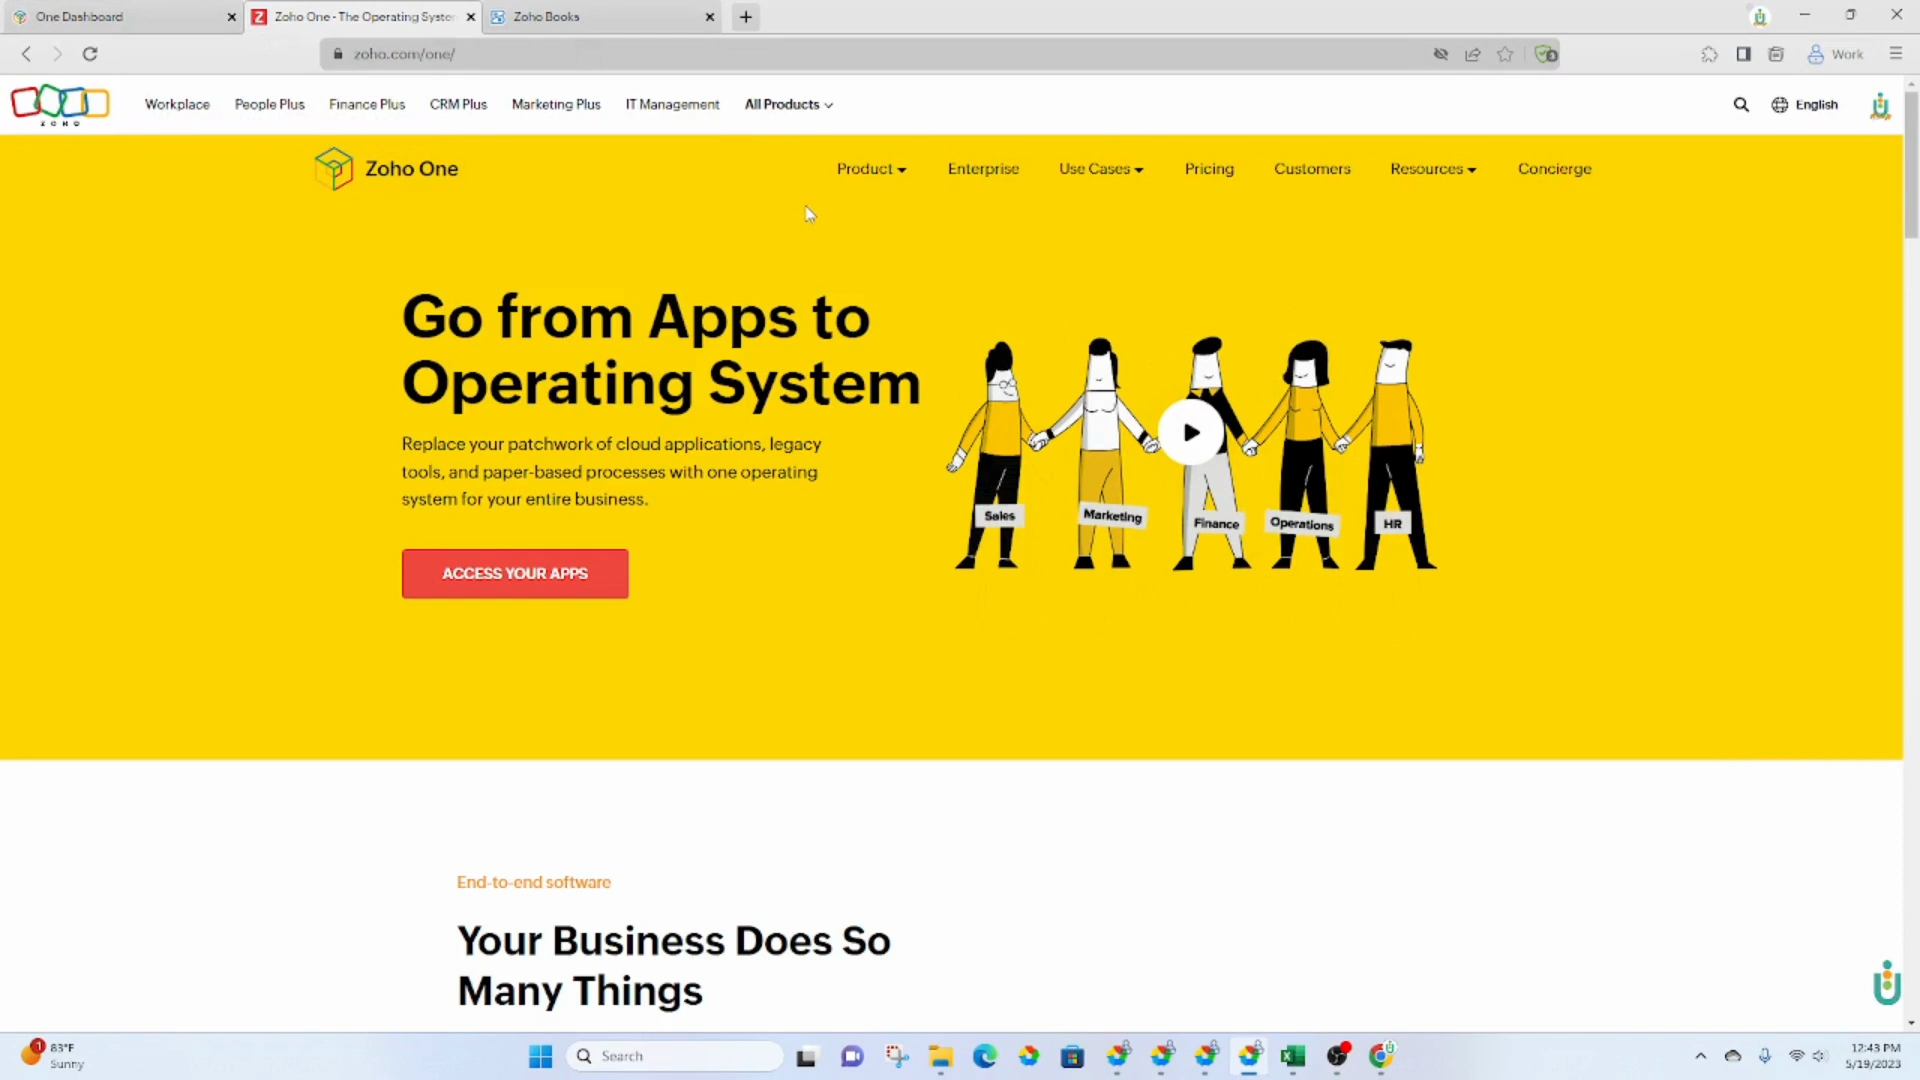 One Dashboard
Zoho One - The Operating System
Zoho Books
zoho.com/one/
Work
ZOHO
Workplace
People Plus
Finance Plus
CRM Plus
Marketing Plus
IT Management
All Products
English
Zoho One
Product
Enterprise
Use Cases
Pricing
Customers
Resources
Concierge
Go from Apps to
Operating System
Replace your patchwork of cloud applications, legacy
tools, and paper-based processes with one operating
system for your entire business.
ACCESS YOUR APPS
Sales
Marketing
Finance
Operations
HR
End-to-end software
Your Business Does So
Many Things
1
83°F
Sunny
Search
12:43 PM
5/19/2023